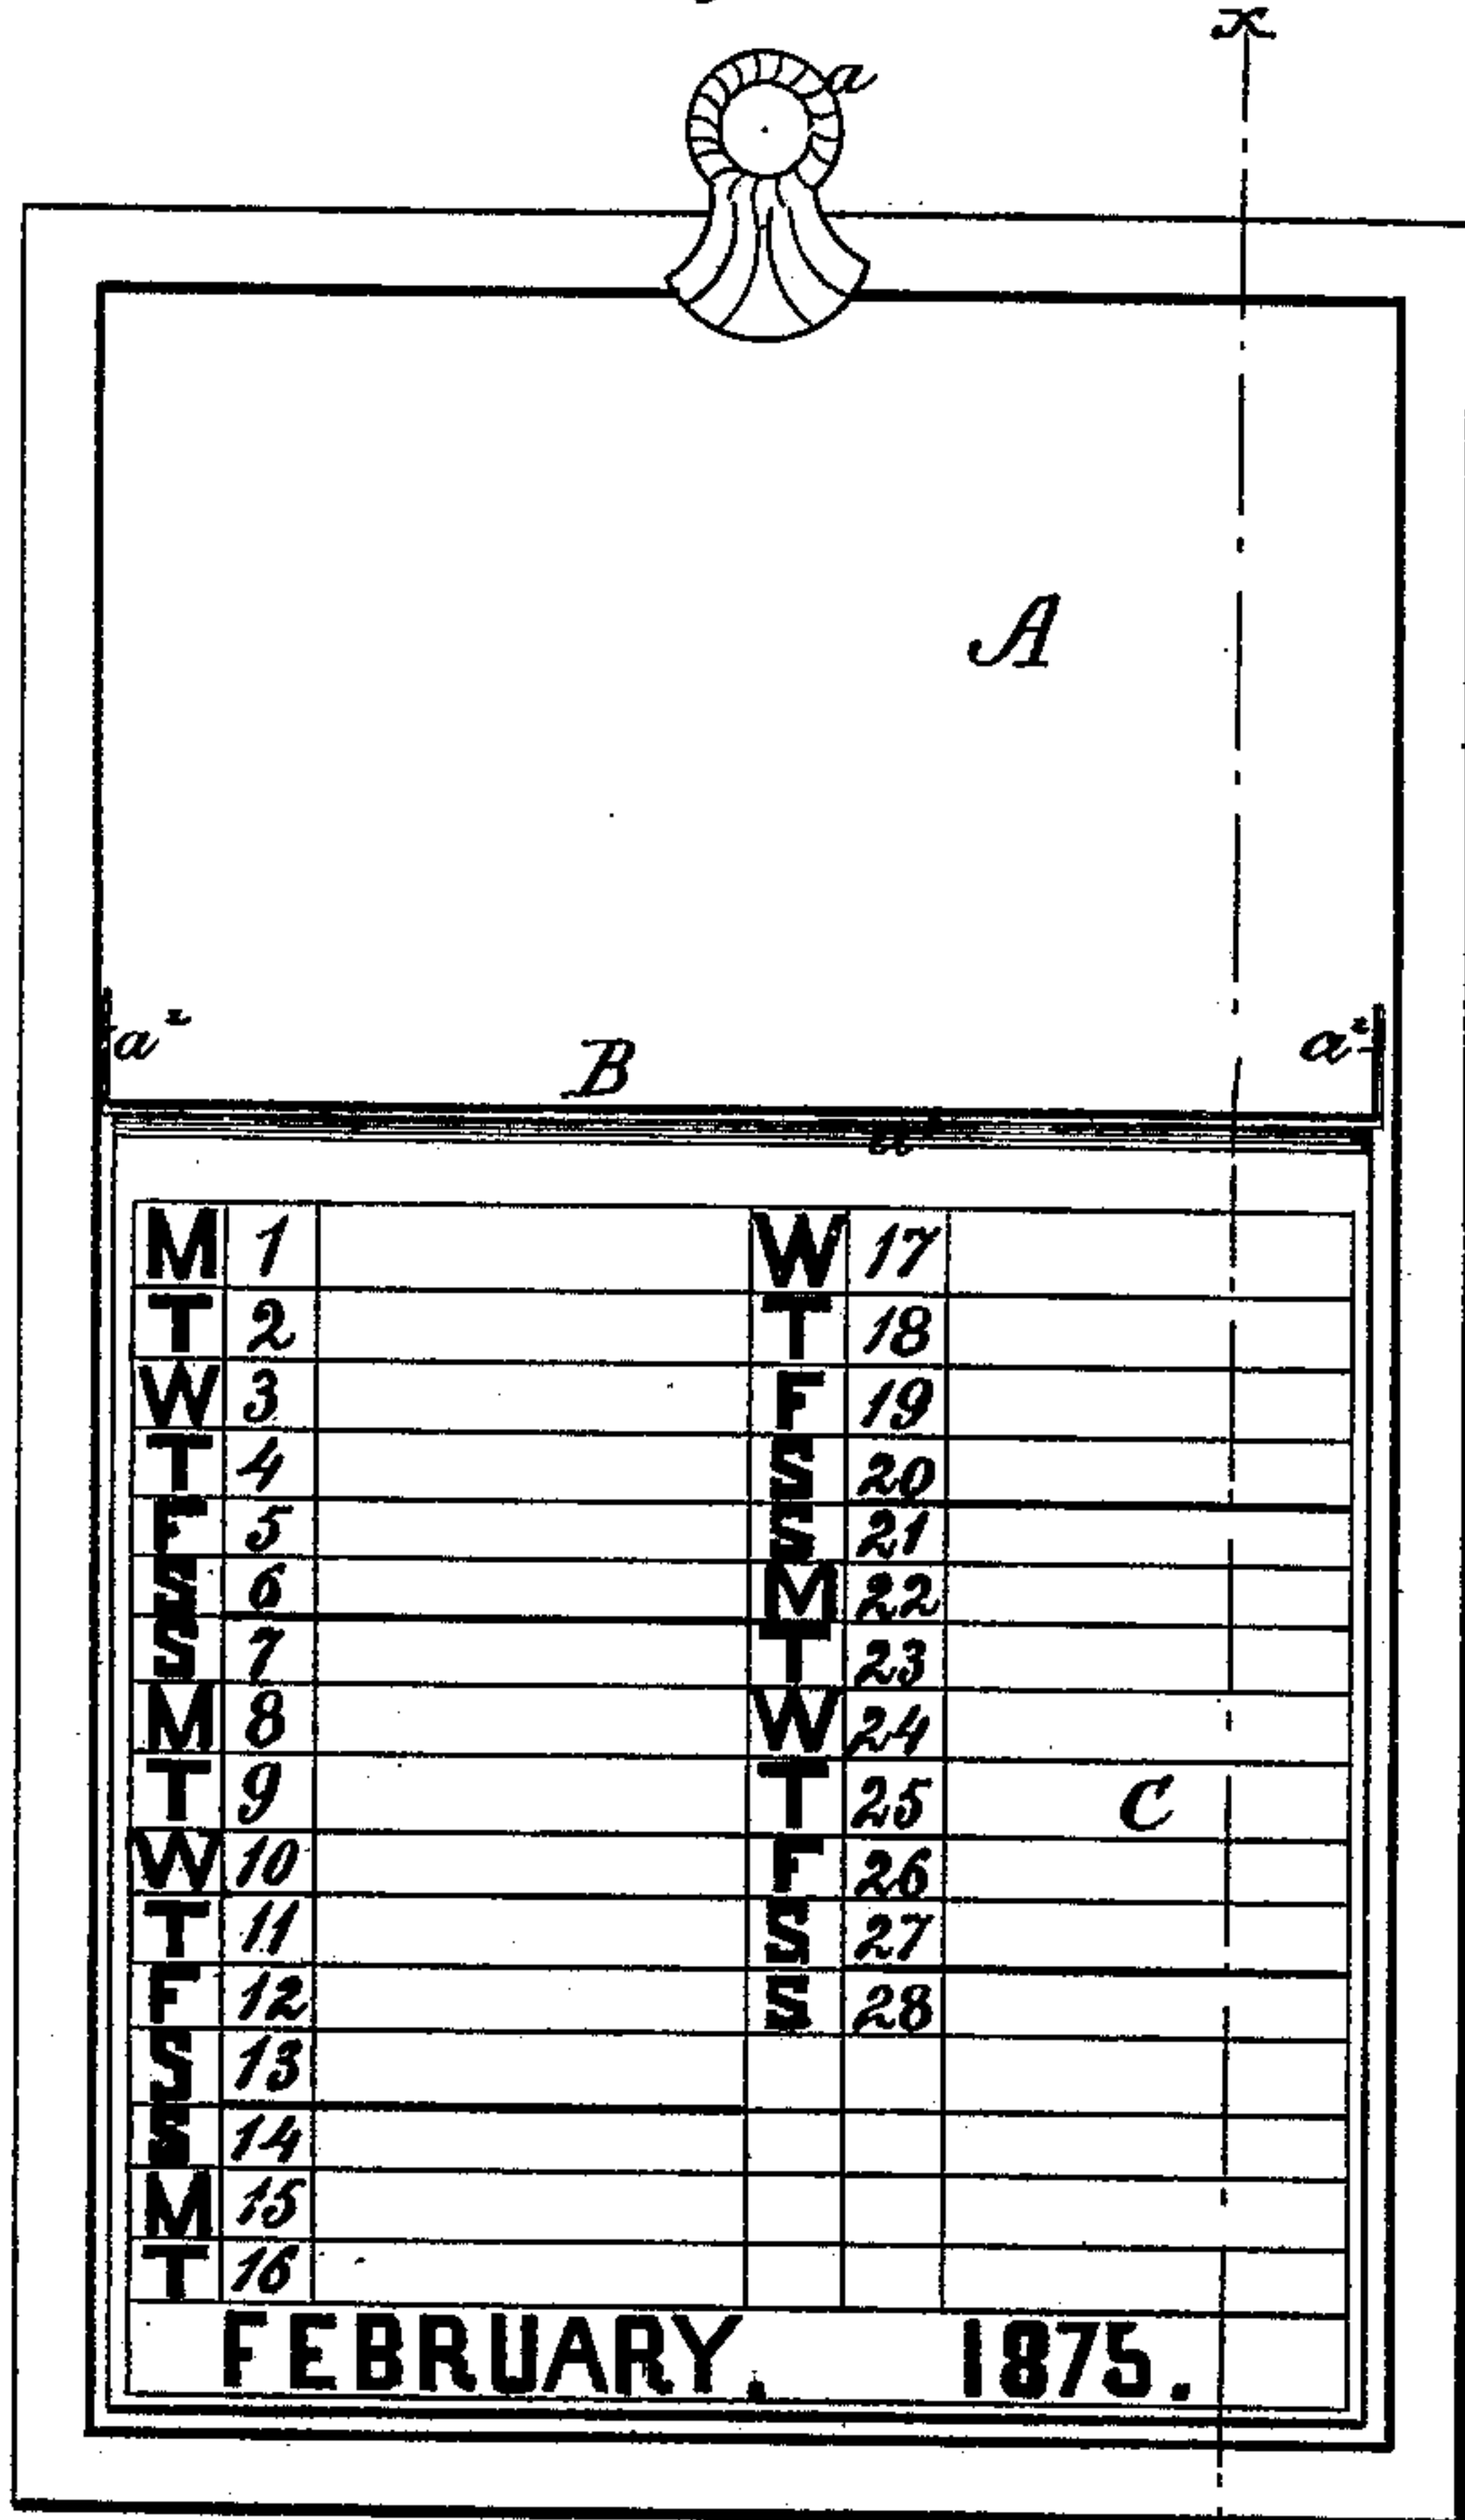 x
a
A
a² a²
B
M 1 W 17
T 2 T 18
W 3 F 19
T 4 S 20
F 5 S 21
S 6 M 22
S 7 T 23
M 8 W 24
T 9 T 25 C
W 10 F 26
T 11 S 27
F 12 S 28
S 13
S 14
M 15
T 16
FEBRUARY. 1875.